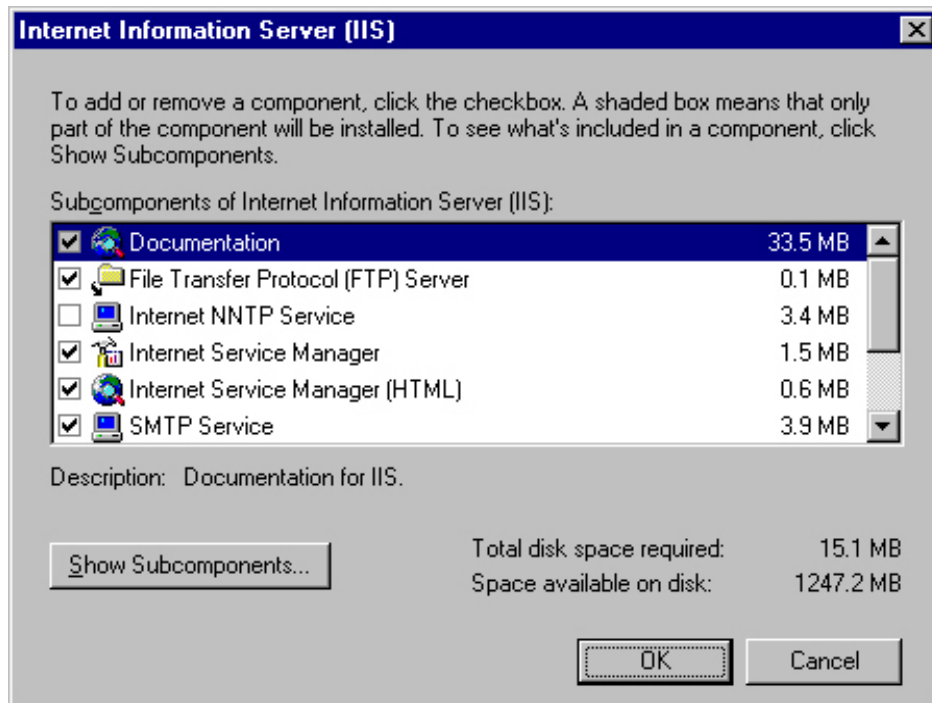 Internet Information Server (IIS)
To add or remove a component, click the checkbox. A shaded box means that only
part of the component will be installed. To see what's included in a component, click
Show Subcomponents.
Subcomponents of Internet Information Server (IIS):
Documentation 33.5 MB
File Transfer Protocol (FTP) Server 0.1 MB
Internet NNTP Service 3.4 MB
Internet Service Manager 1.5 MB
Internet Service Manager (HTML) 0.6 MB
SMTP Service 3.9 MB
Description: Documentation for IIS.
Show Subcomponents...
Total disk space required: 15.1 MB
Space available on disk: 1247.2 MB
OK Cancel